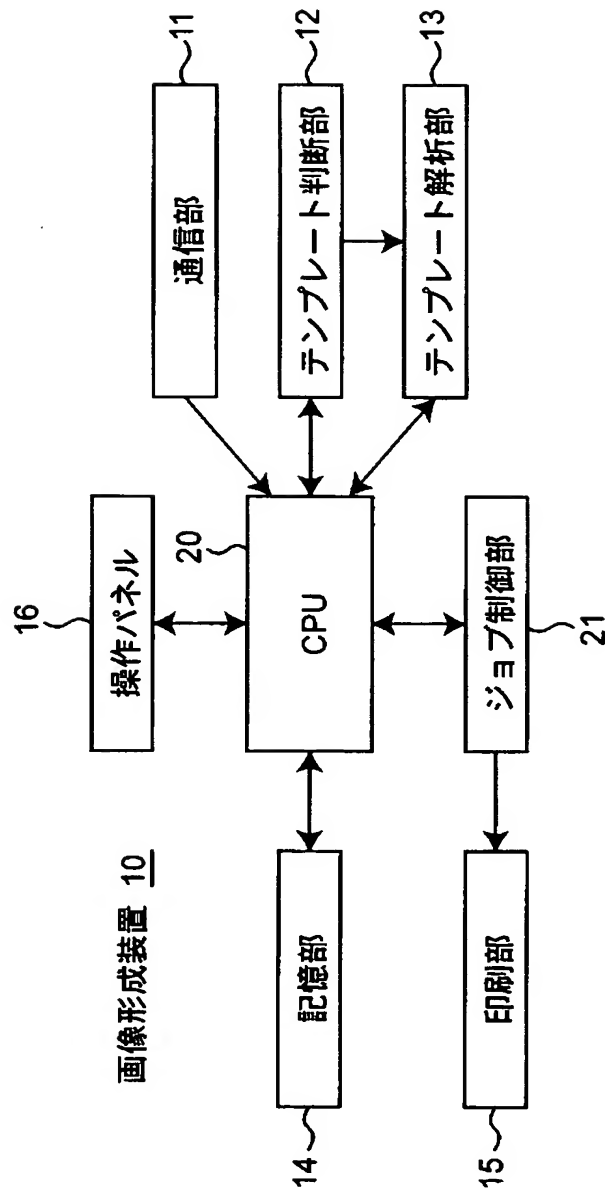 画像形成装置 10
16
操作パネル
11
通信部
20
CPU
12
テンプレート判断部
14
記憶部
13
テンプレート解析部
15
印刷部
21
ジョブ制御部